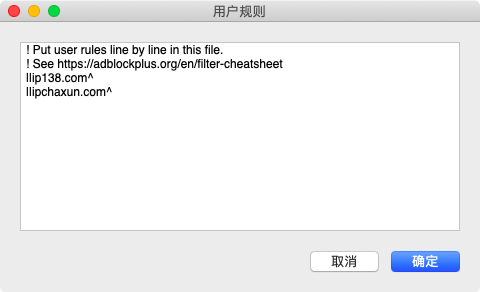 用户规则
! Put user rules line by line in this file.
! See https://adblockplus.org/en/filter-cheatsheet
||ip138.com^
||ipchaxun.com^
取消
确定